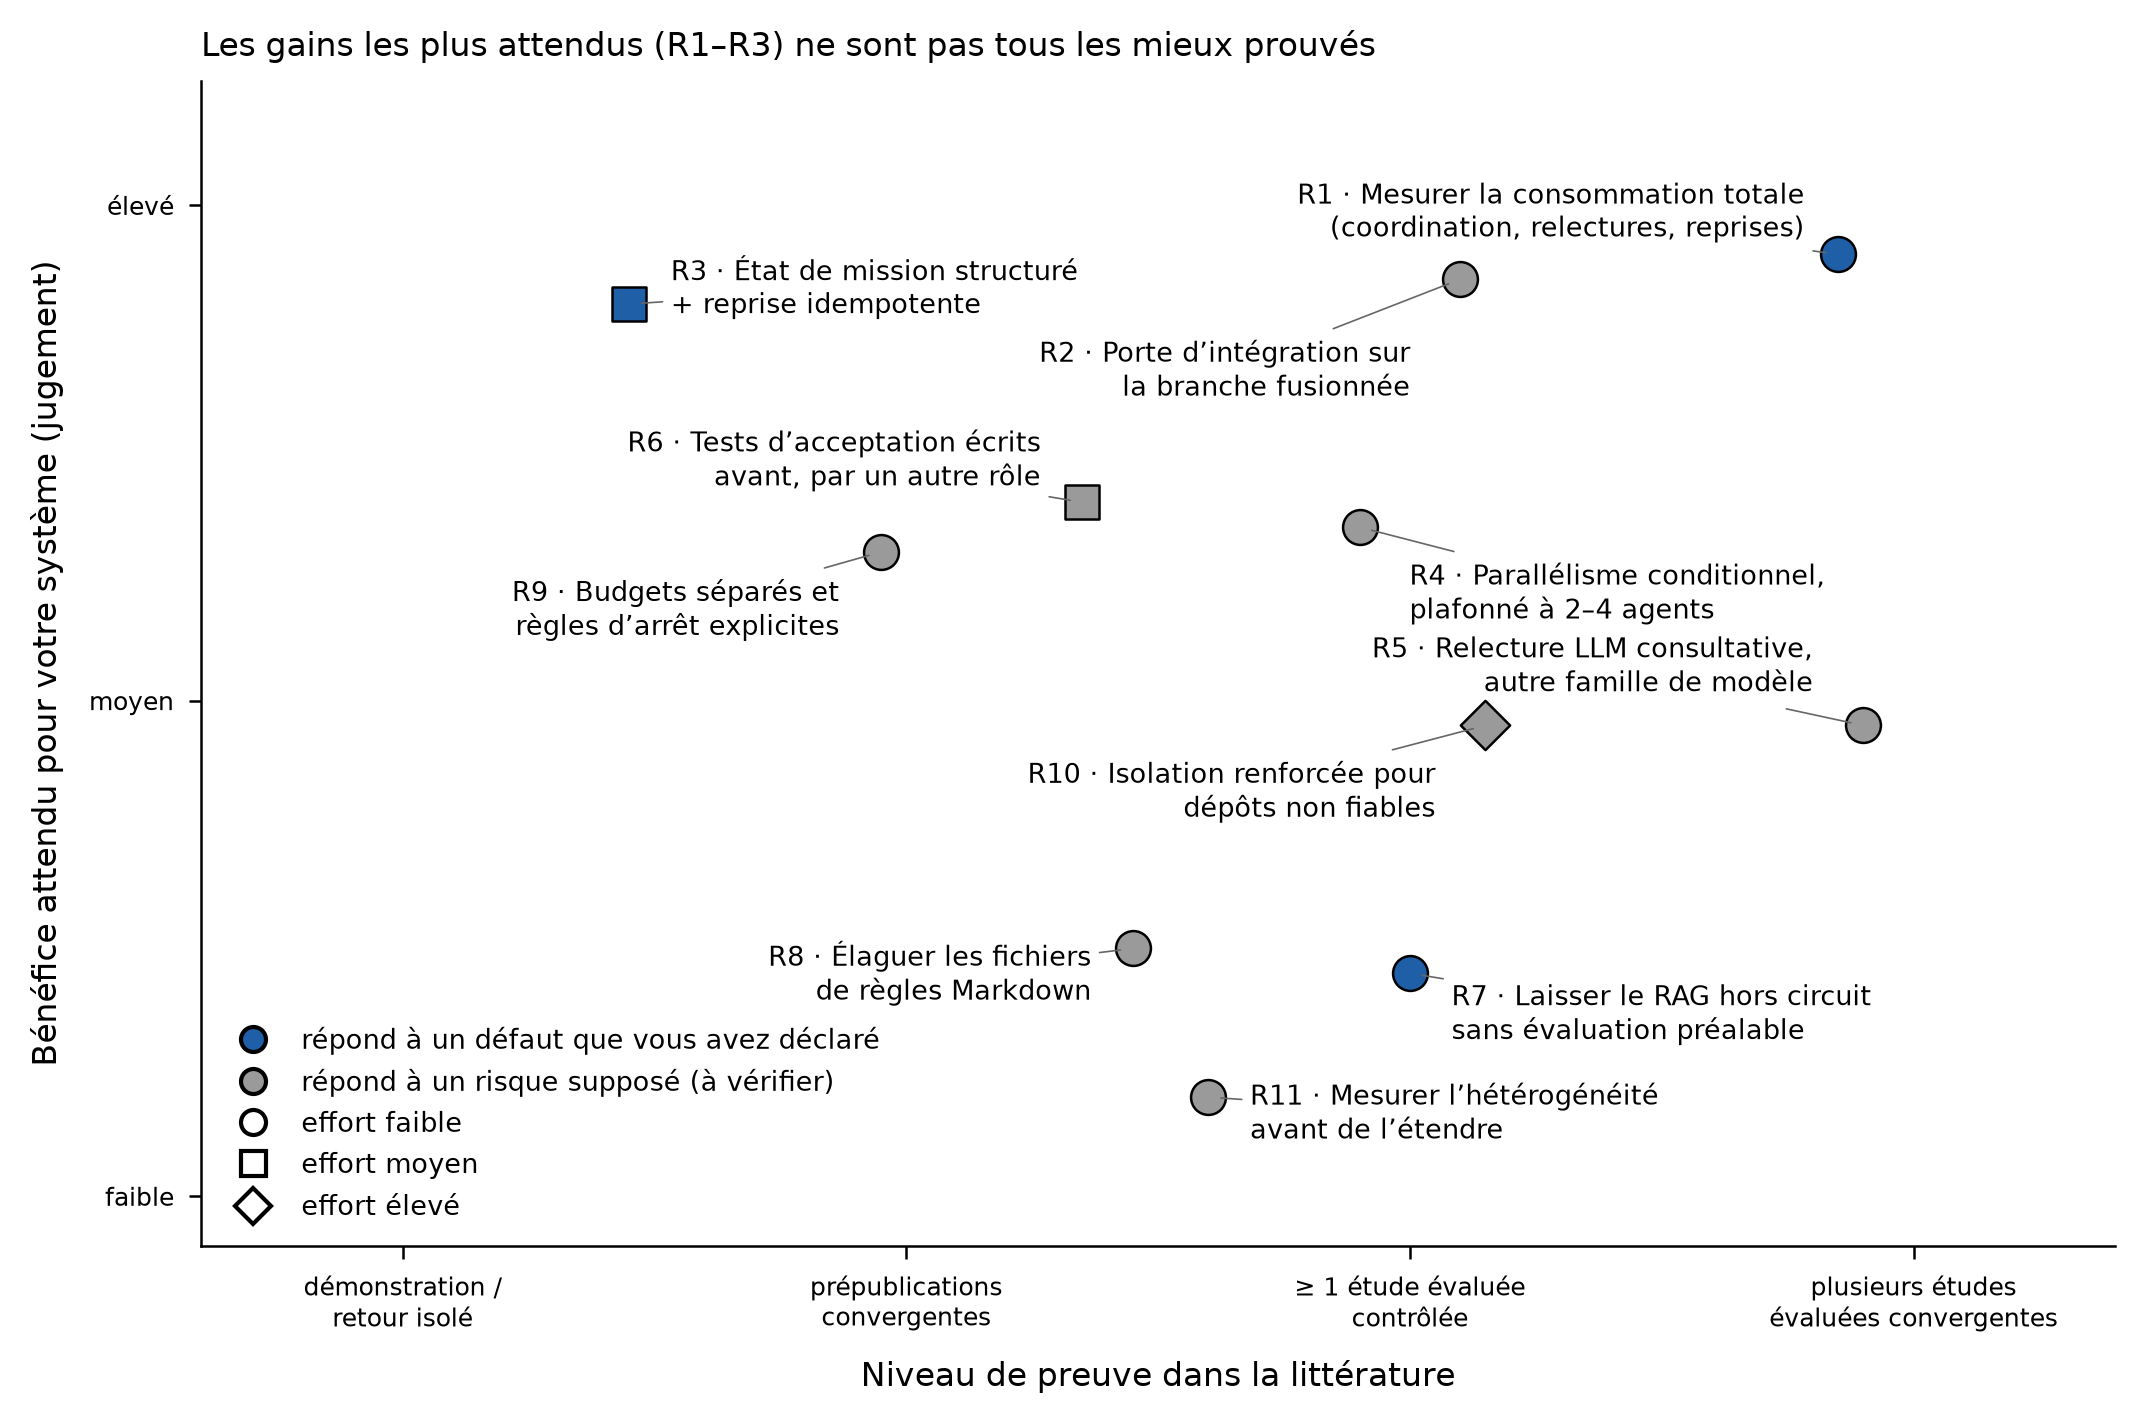 Les gains les plus attendus (R1–R3) ne sont pas tous les mieux prouvés
Bénéfice attendu pour votre système (jugement)
élevé
moyen
faible
R1 · Mesurer la consommation totale
(coordination, relectures, reprises)
R3 · État de mission structuré
+ reprise idempotente
R2 · Porte d’intégration sur
la branche fusionnée
R6 · Tests d’acceptation écrits
avant, par un autre rôle
R9 · Budgets séparés et
règles d’arrêt explicites
R4 · Parallélisme conditionnel,
plafonné à 2–4 agents
R5 · Relecture LLM consultative,
autre famille de modèle
R10 · Isolation renforcée pour
dépôts non fiables
R8 · Élaguer les fichiers
de règles Markdown
R7 · Laisser le RAG hors circuit
sans évaluation préalable
R11 · Mesurer l’hétérogénéité
avant de l’étendre
répond à un défaut que vous avez déclaré
répond à un risque supposé (à vérifier)
effort faible
effort moyen
effort élevé
démonstration /
retour isolé
prépublications
convergentes
≥ 1 étude évaluée
contrôlée
plusieurs études
évaluées convergentes
Niveau de preuve dans la littérature